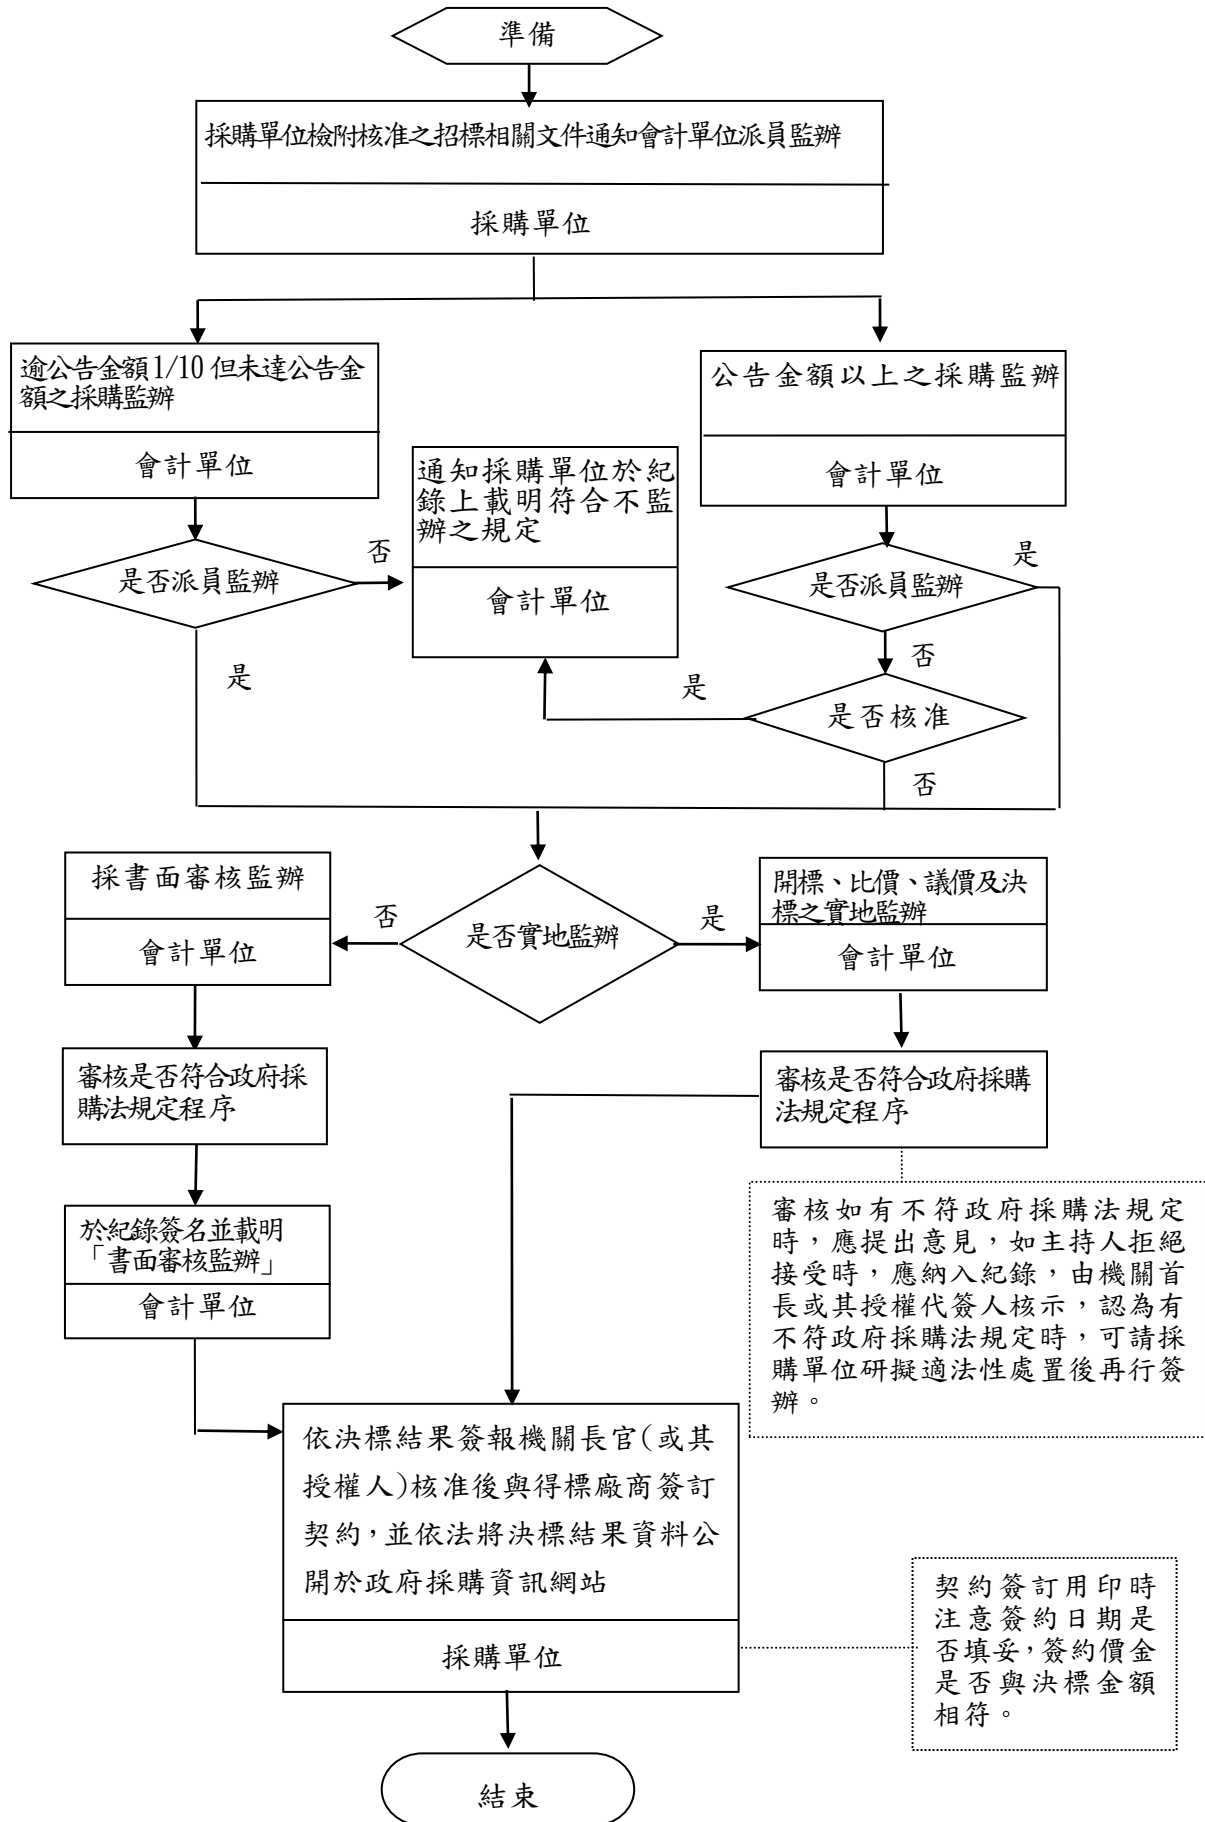 準備
採購單位檢附核准之招標相關文件通知會計單位派員監辦
採購單位
逾公告金額1/10但未達公告金
額之採購監辦
會計單位
公告金額以上之採購監辦
會計單位
通知採購單位於紀
錄上載明符合不監
辦之規定
會計單位
是否派員監辦
否
是
是否派員監辦
是
否
是否核准
是
否
採書面審核監辦
會計單位
否
是否實地監辦
是
開標、比價、議價及決
標之實地監辦
會計單位
審核是否符合政府採
購法規定程序
審核是否符合政府採購
法規定程序
於紀錄簽名並載明
「書面審核監辦」
會計單位
審核如有不符政府採購法規定
時，應提出意見，如主持人拒絕
接受時，應納入紀錄，由機關首
長或其授權代簽人核示，認為有
不符政府採購法規定時，可請採
購單位研擬適法性處置後再行簽
辦。
依決標結果簽報機關長官(或其
授權人)核准後與得標廠商簽訂
契約，並依法將決標結果資料公
開於政府採購資訊網站
採購單位
契約簽訂用印時
注意簽約日期是
否填妥，簽約價金
是否與決標金額
相符。
結束